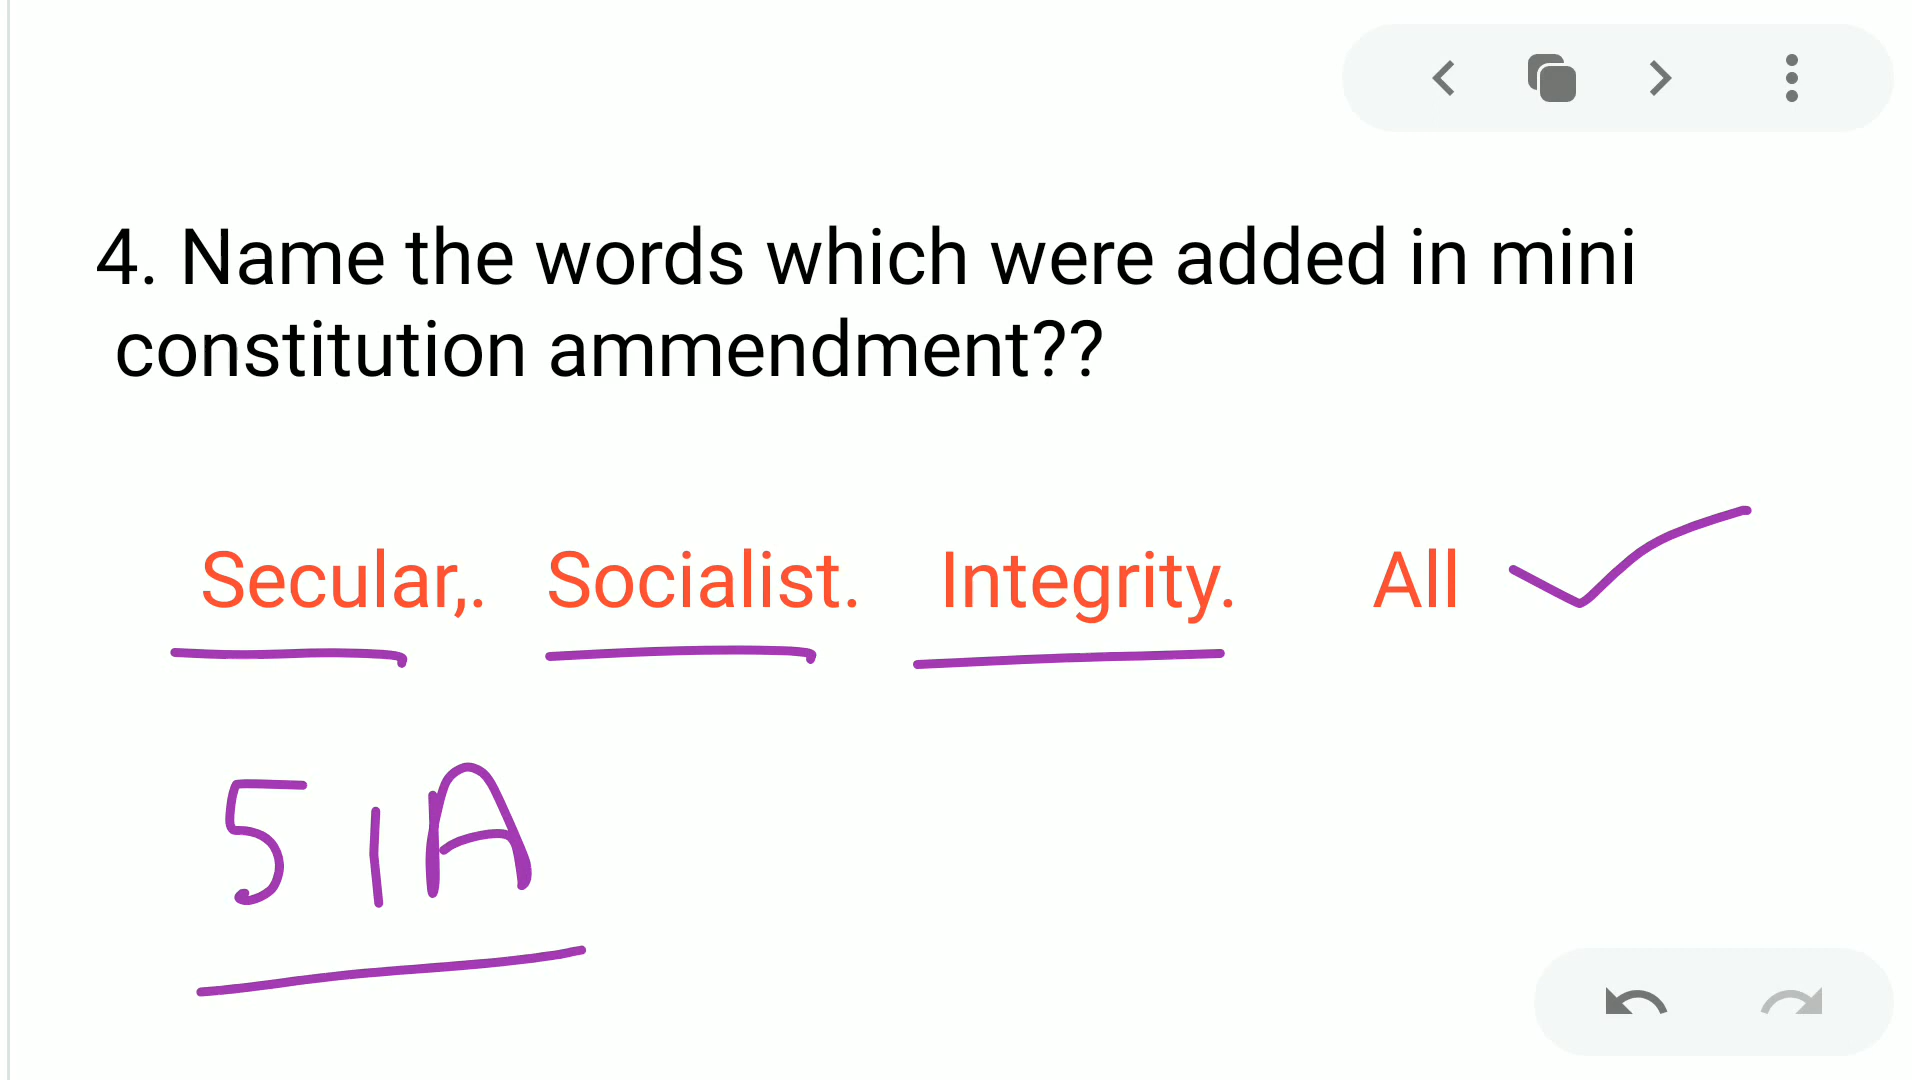 4. Name the words which were added in mini
constitution ammendment??
Secular,. Socialist. Integrity. All
51A